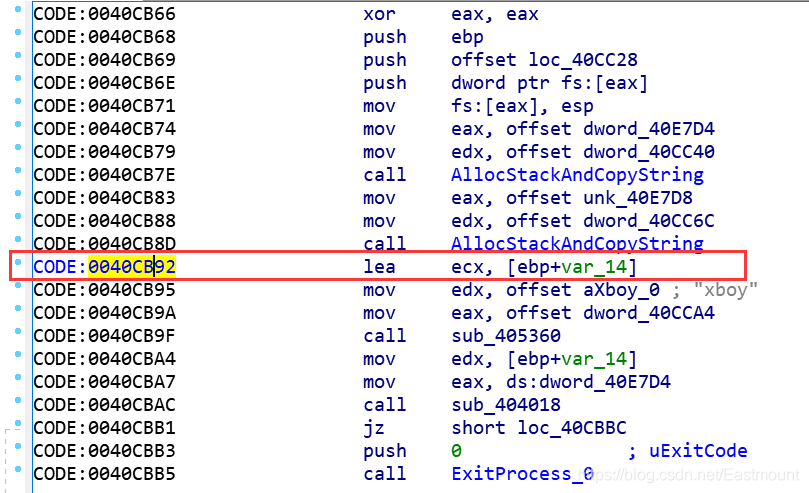 CODE:0040CB66 xor eax, eax
CODE:0040CB68 push ebp
CODE:0040CB69 push offset loc_40CC28
CODE:0040CB6E push dword ptr fs:[eax]
CODE:0040CB71 mov fs:[eax], esp
CODE:0040CB74 mov eax, offset dword_40E7D4
CODE:0040CB79 mov edx, offset dword_40CC40
CODE:0040CB7E call AllocStackAndCopyString
CODE:0040CB83 mov eax, offset unk_40E7D8
CODE:0040CB88 mov edx, offset dword_40CC6C
CODE:0040CB8D call AllocStackAndCopyString
CODE:0040CB92 lea ecx, [ebp+var_14]
CODE:0040CB95 mov edx, offset aXboy_0 ; "xboy"
CODE:0040CB9A mov eax, offset dword_40CCA4
CODE:0040CB9F call sub_405360
CODE:0040CBA4 mov edx, [ebp+var_14]
CODE:0040CBA7 mov eax, ds:dword_40E7D4
CODE:0040CBAC call sub_404018
CODE:0040CBB1 jz short loc_40CBBC
CODE:0040CBB3 push 0 ; uExitCode
CODE:0040CBB5 call ExitProcess_0
https://blog.csdn.net/Eastmount